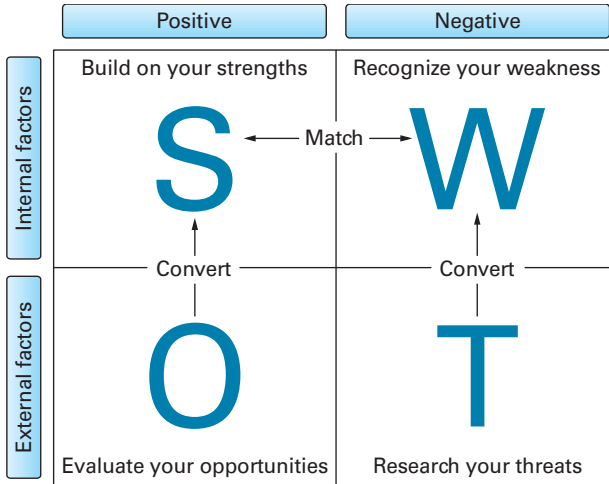 Positive
Negative
Internal factors
Build on your strengths
Recognize your weakness
S
Match
W
Convert
Convert
External factors
O
T
Evaluate your opportunities
Research your threats